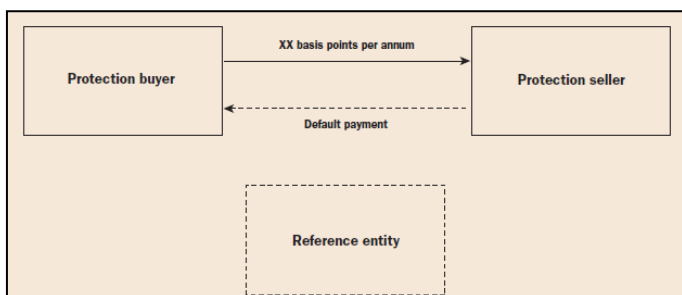 XX basis points per annum
Protection buyer
Protection seller
Default payment
Reference entity